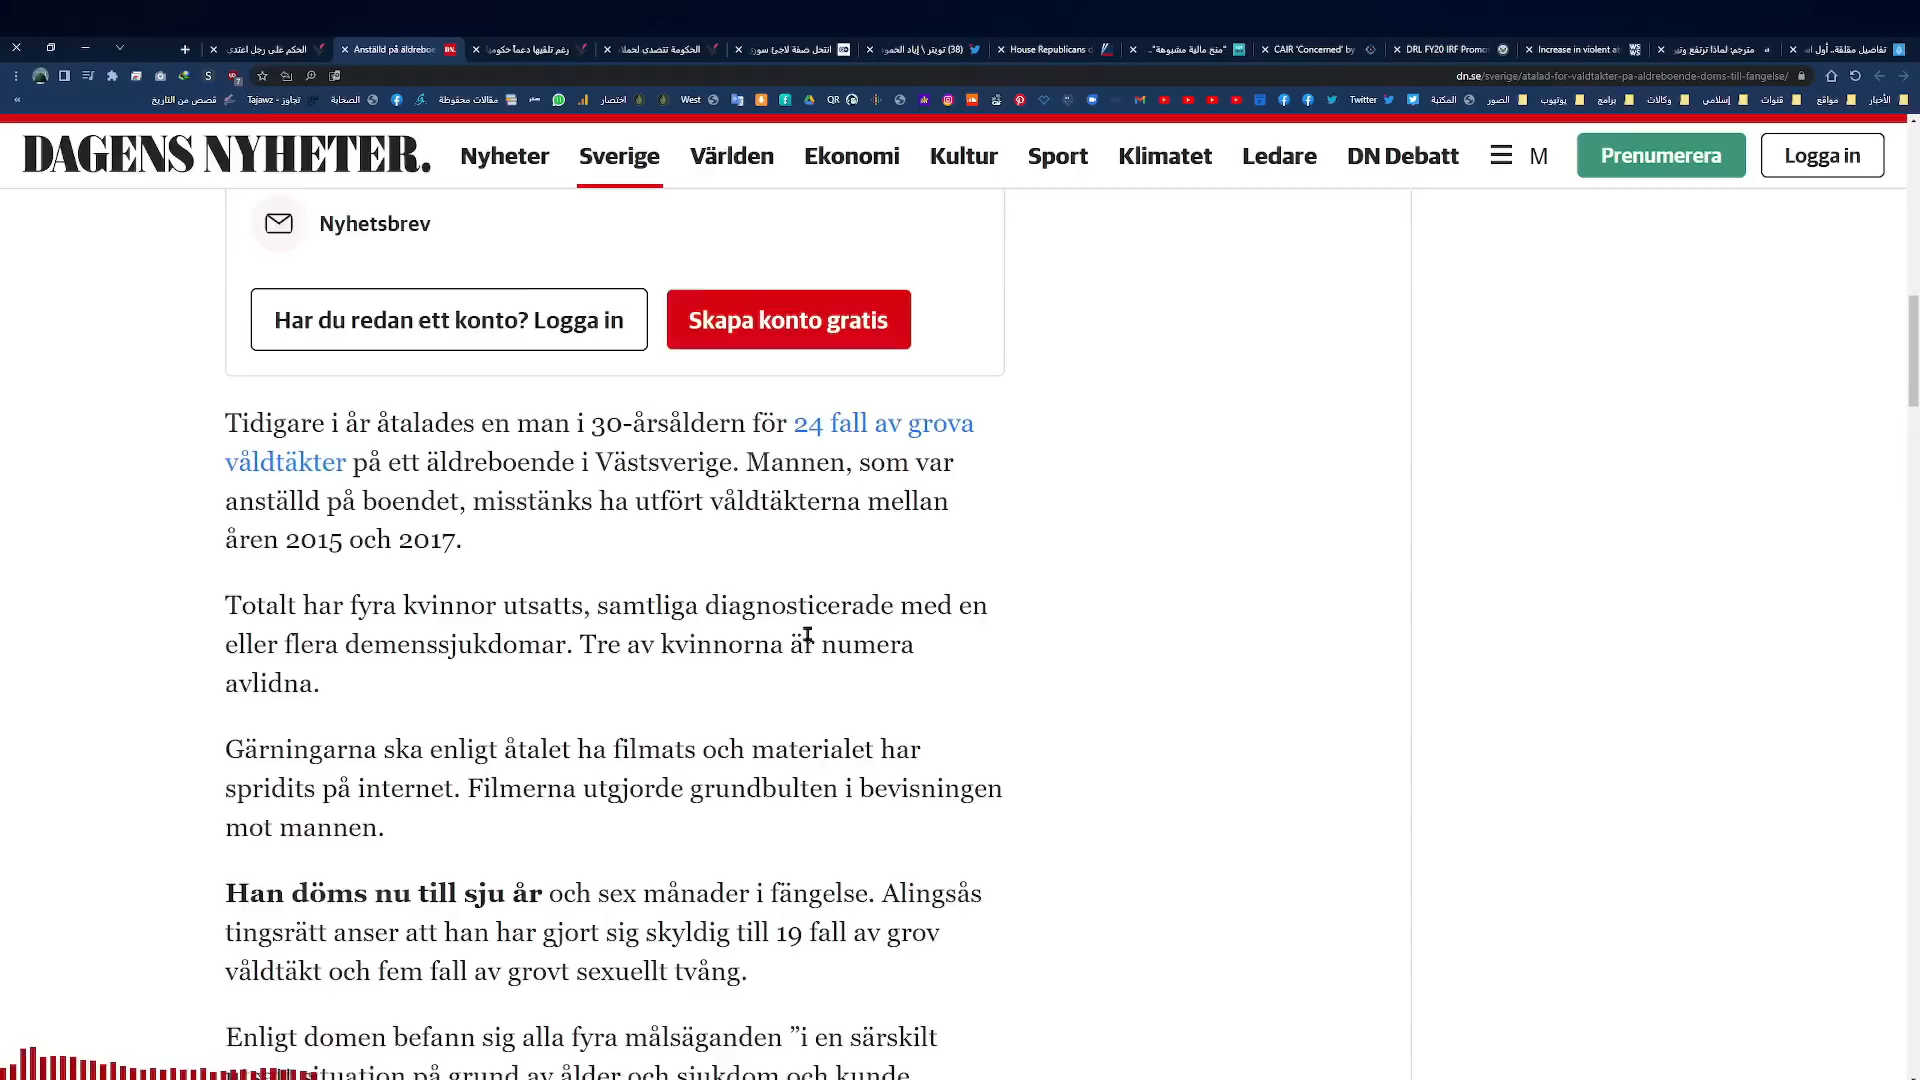 الحكم على رجل اعتدى
Anställd på äldreboe
رغم تلقيها دعماً حكوميا
الحكومة تتصدى لحملا
انتحل صفة لاجئ سوري
(38) تويتر \ إياد الحمود
House Republicans d
"منح مالية مشبوهة".
CAIR 'Concerned' by
DRL FY20 IRF Promo
Increase in violent at
مترجم: لماذا ترتفع وتير
تفاصيل مقلقة.. أول
dn.se/sverige/atalad-for-valdtakter-pa-aldreboende-doms-till-fangelse/
قصص من التاريخ
تجاوز - Tajawz
الصحابة
مقالات محفوظة
اختصار
West
QR
Twitter
المكتبة
الصور
يوتيوب
برامج
وكالات
إسلامي
قنوات
مواقع
الأخبار
DAGENS NYHETER.
Nyheter Sverige Världen Ekonomi Kultur Sport Klimatet Ledare DN Debatt M Prenumerera Logga in
Nyhetsbrev
Har du redan ett konto? Logga in
Skapa konto gratis
Tidigare i år åtalades en man i 30-årsåldern för 24 fall av grova
våldtäkter på ett äldreboende i Västsverige. Mannen, som var
anställd på boendet, misstänks ha utfört våldtäkterna mellan
åren 2015 och 2017.
Totalt har fyra kvinnor utsatts, samtliga diagnosticerade med en
eller flera demenssjukdomar. Tre av kvinnorna är numera
avlidna.
Gärningarna ska enligt åtalet ha filmats och materialet har
spridits på internet. Filmerna utgjorde grundbulten i bevisningen
mot mannen.
Han döms nu till sju år och sex månader i fängelse. Alingsås
tingsrätt anser att han har gjort sig skyldig till 19 fall av grov
våldtäkt och fem fall av grovt sexuellt tvång.
Enligt domen befann sig alla fyra målsäganden ”i en särskilt
situation på grund av ålder och sjukdom och kunde